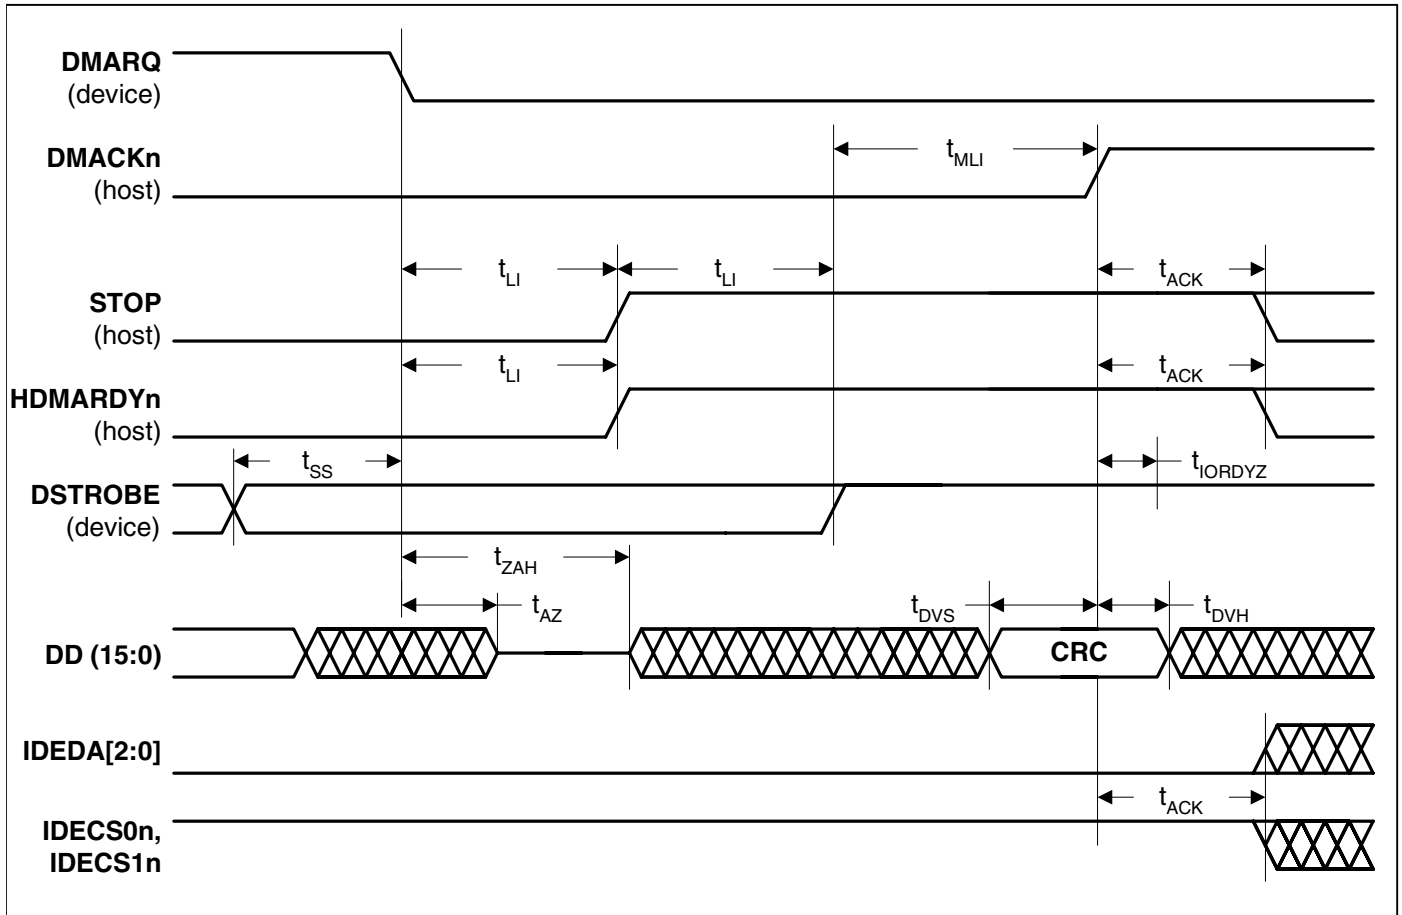 DMARQ
(device)
DMACKn
(host)
tMLI
tLI
tLI
tACK
STOP
(host)
tLI
tACK
HDMARDYn
(host)
tSS
tIORDYZ
DSTROBE
(device)
tZAH
tAZ
tDVS
tDVH
DD (15:0)
CRC
IDEDA[2:0]
tACK
IDECS0n,
IDECS1n